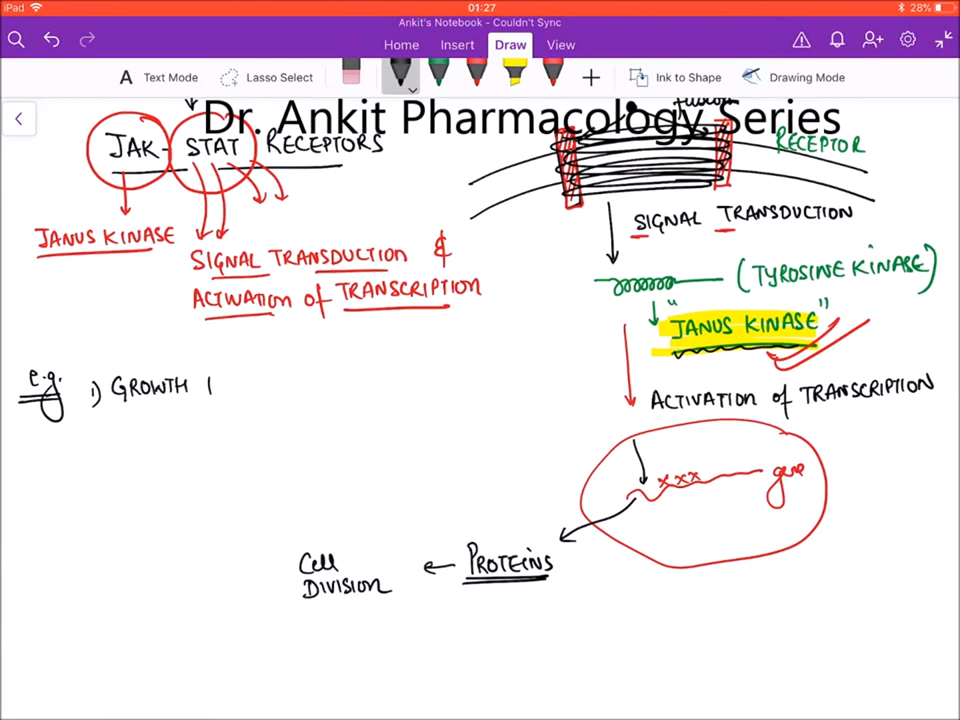 iPad 01:27 28%
Ankit's Notebook - Couldn't Sync
Home Insert Draw View
A Text Mode Lasso Select Ink to Shape Drawing Mode
fusion
Dr. Ankit Pharmacology Series
JAK-STAT RECEPTORS
RECEPTOR
JANUS KINASE
SIGNAL TRANSDUCTION &
ACTIVATION of TRANSCRIPTION
SIGNAL TRANSDUCTION
(TYROSINE KINASE)
"JANUS KINASE"
ACTIVATION of TRANSCRIPTION
e.g. 1) GROWTH |
xxx gene
PROTEINS
Cell
DIVISION